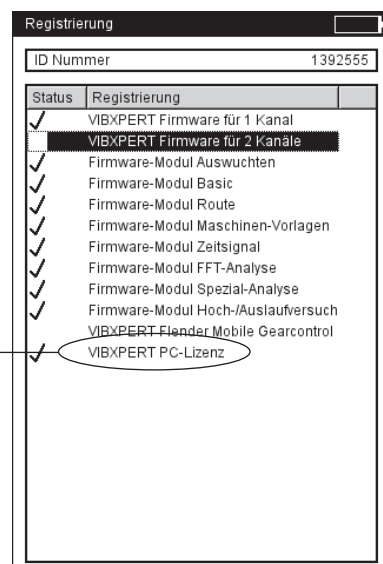 Registrierung
ID Nummer 1392555
Status Registrierung
VIBXPERT Firmware für 1 Kanal
VIBXPERT Firmware für 2 Kanäle
Firmware-Modul Auswuchten
Firmware-Modul Basic
Firmware-Modul Route
Firmware-Modul Maschinen-Vorlagen
Firmware-Modul Zeitsignal
Firmware-Modul FFT-Analyse
Firmware-Modul Spezial-Analyse
Firmware-Modul Hoch-/Auslaufversuch
VIBXPERT Flender Mobile Gearcontrol
VIBXPERT PC-Lizenz